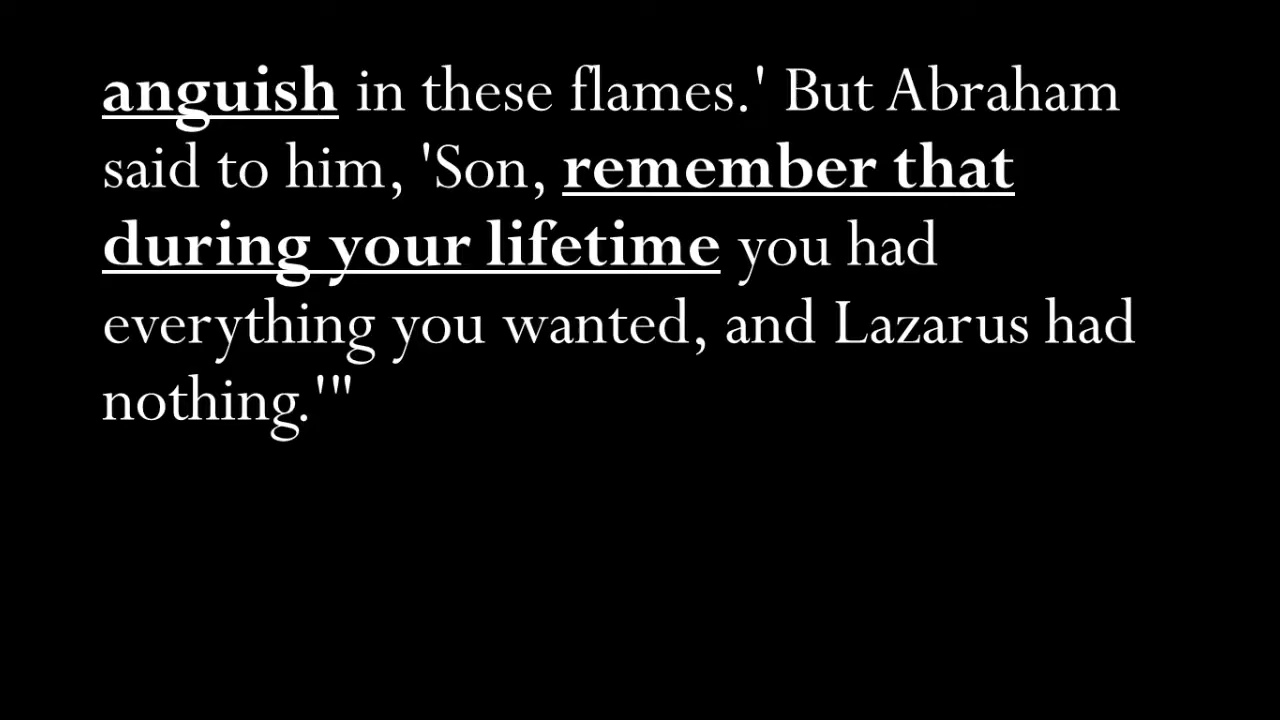 anguish in these flames.' But Abraham
said to him, 'Son, remember that
during your lifetime you had
everything you wanted, and Lazarus had
nothing.'"